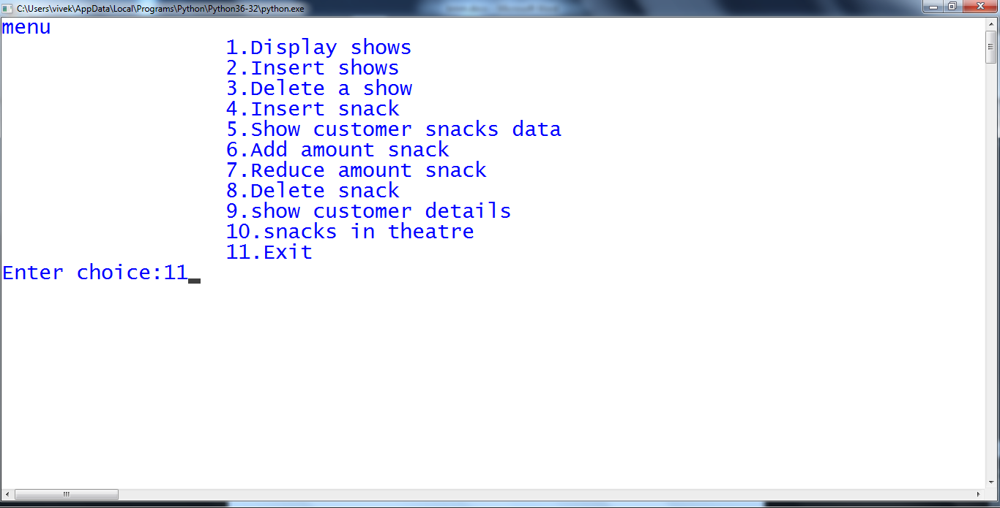 C:\Users\vivek\AppData\Local\Programs\Python\Python36-32\python.exe
menu
1.Display shows
2.Insert shows
3.Delete a show
4.Insert snack
5.Show customer snacks data
6.Add amount snack
7.Reduce amount snack
8.Delete snack
9.show customer details
10.snacks in theatre
11.Exit
Enter choice:11